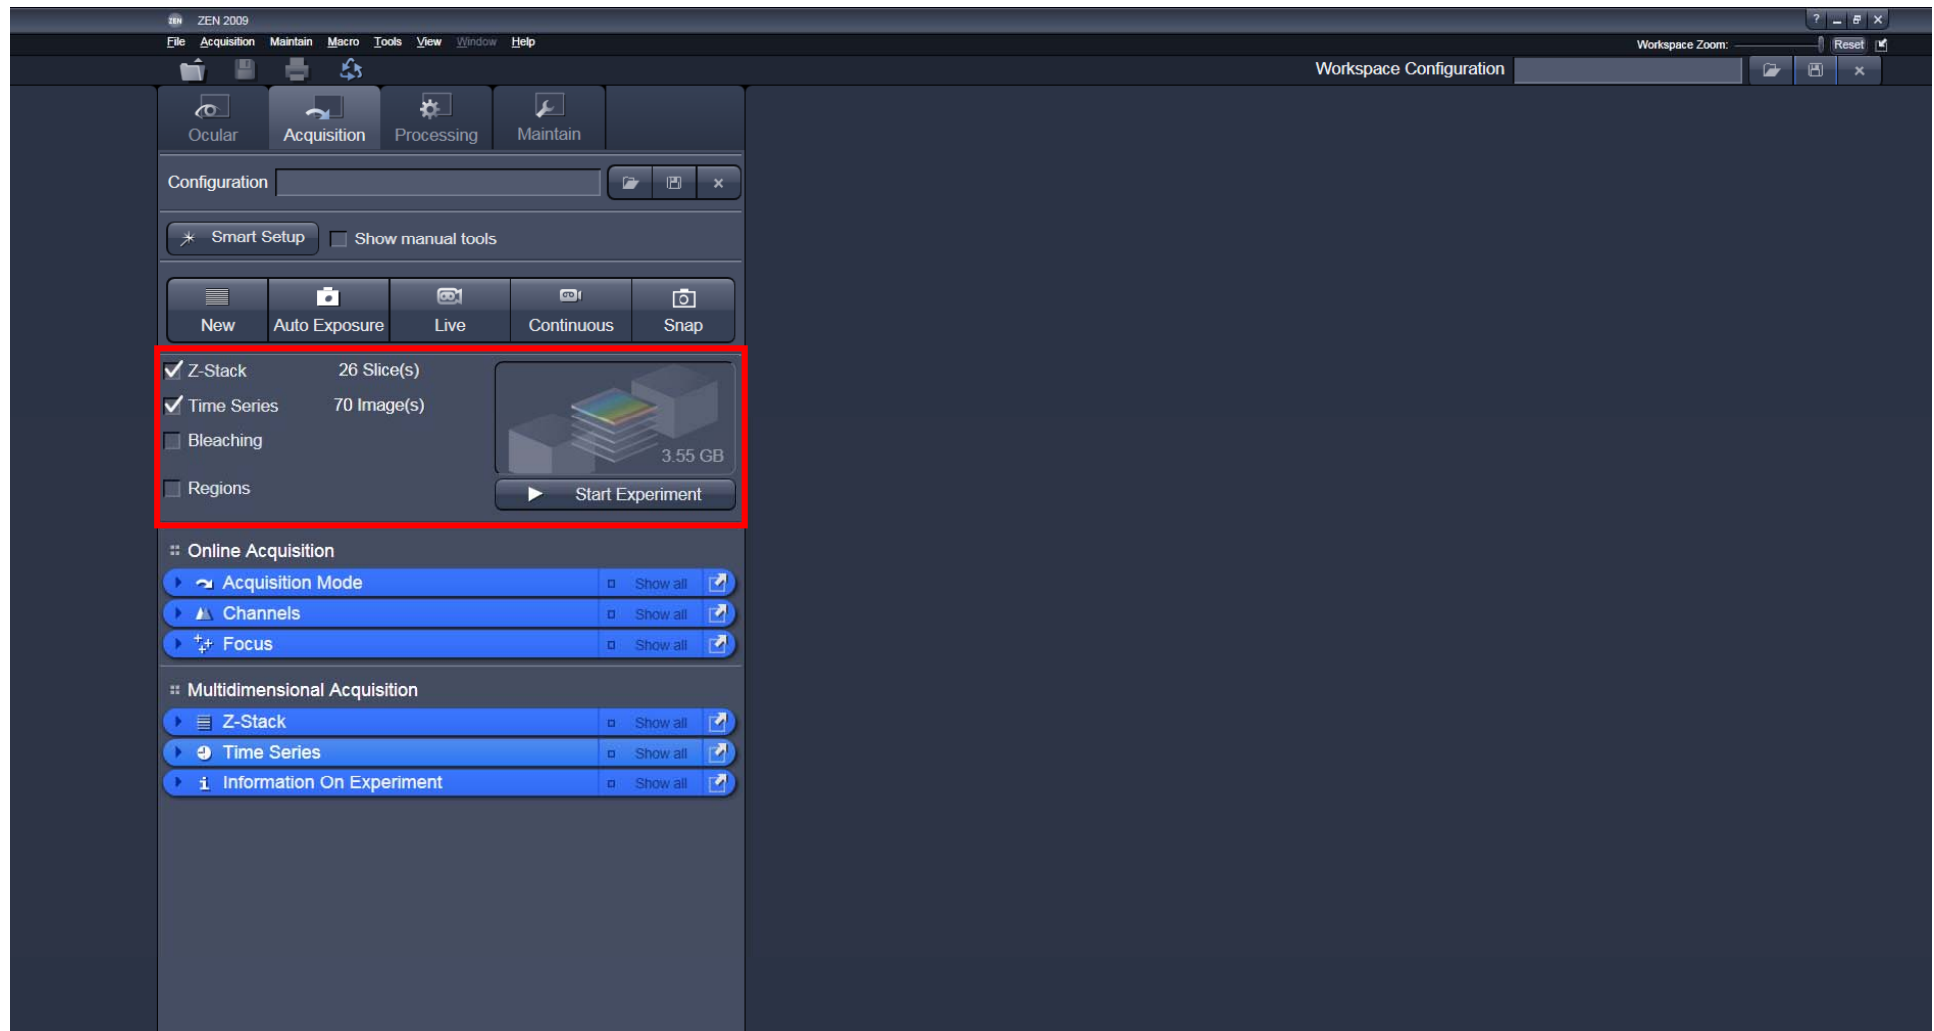 ZEN ZEN 2009
File Acquisition Maintain Macro Tools View Window Help
Workspace Zoom: Reset
Workspace Configuration
Ocular Acquisition Processing Maintain
Configuration
Smart Setup Show manual tools
New Auto Exposure Live Continuous Snap
Z-Stack 26 Slice(s)
Time Series 70 Image(s)
Bleaching
3.55 GB
Regions
Start Experiment
Online Acquisition
Acquisition Mode Show all
Channels Show all
Focus Show all
Multidimensional Acquisition
Z-Stack Show all
Time Series Show all
Information On Experiment Show all